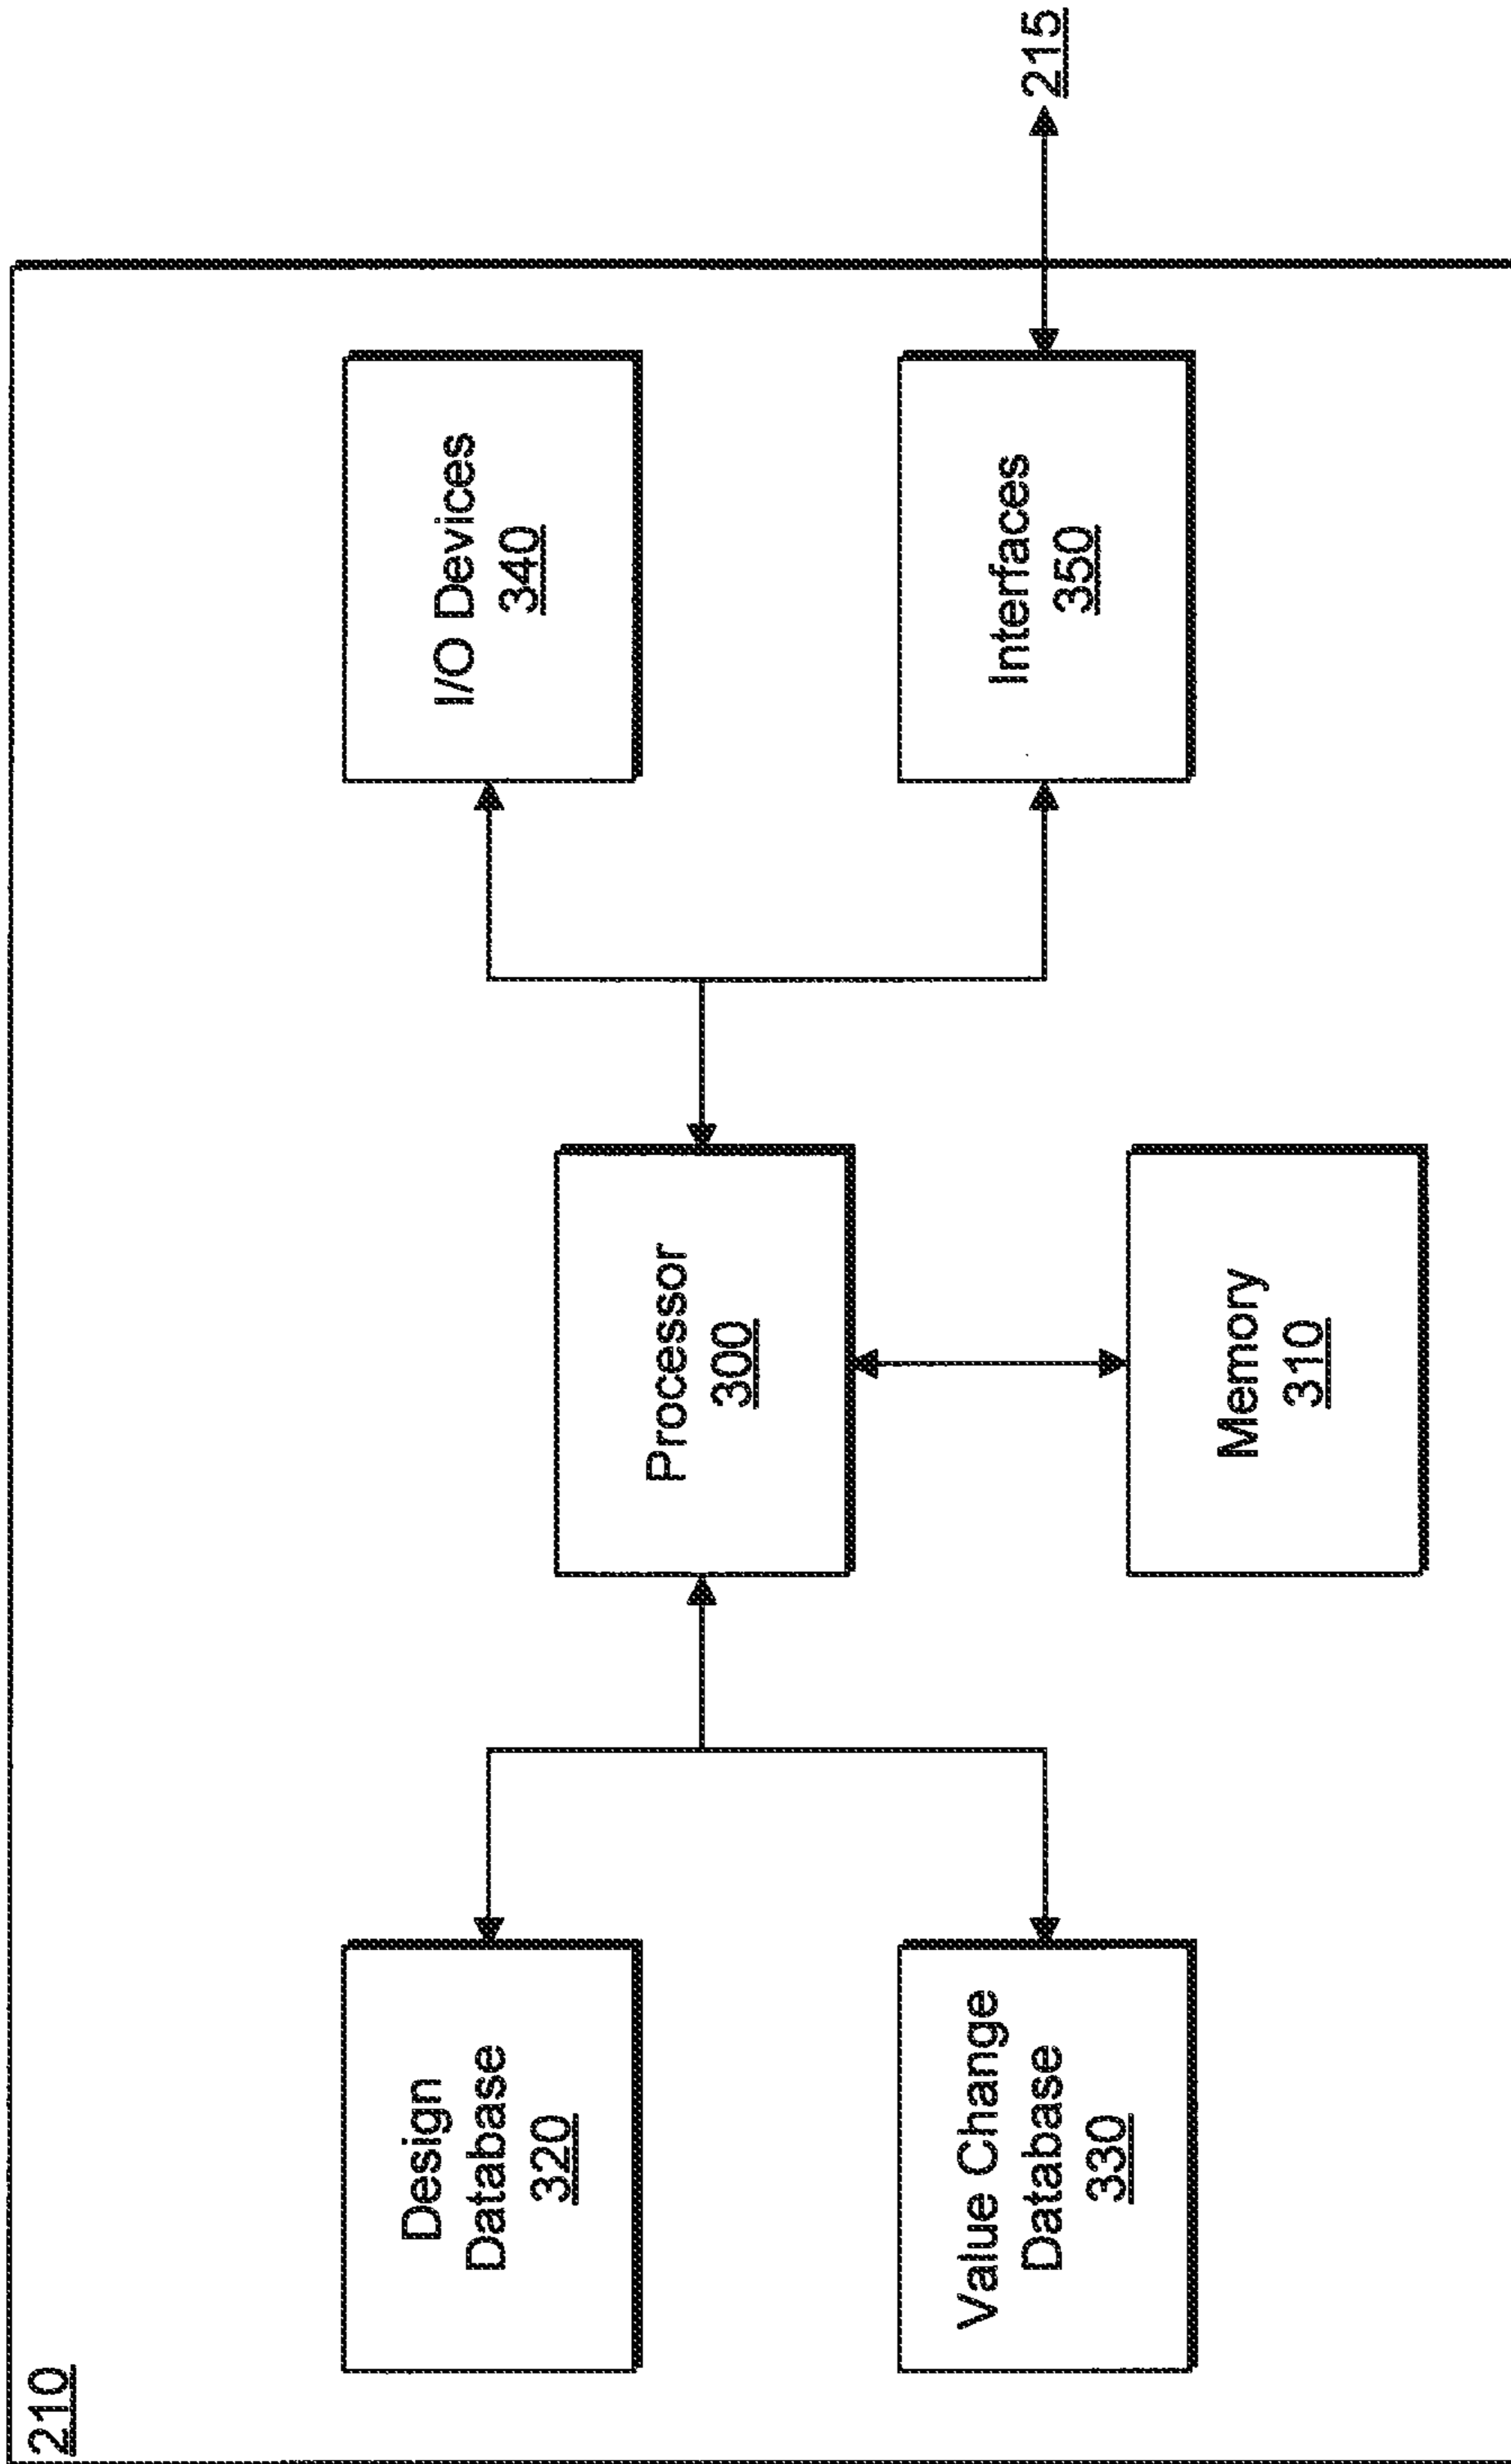 210
Design
Database
320
Value Change
Database
330
Processor
300
Memory
310
I/O Devices
340
Interfaces
350
215